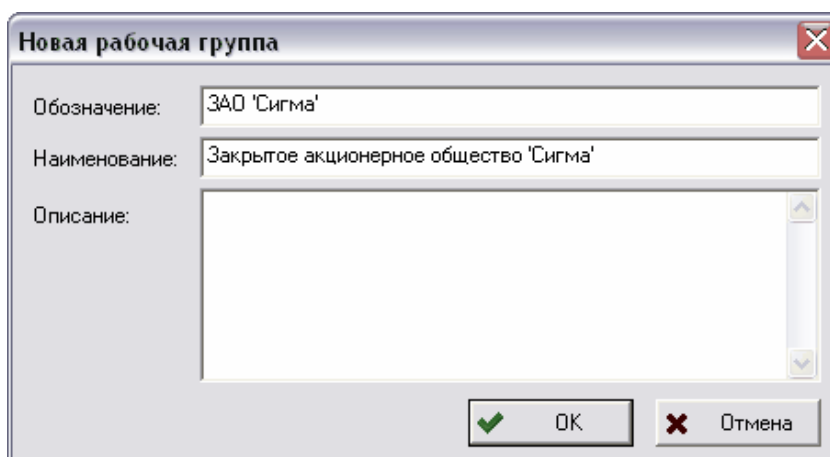 Новая рабочая группа
Обозначение: ЗАО 'Сигма'
Наименование: Закрытое акционерное общество 'Сигма'
Описание:
OK Отмена